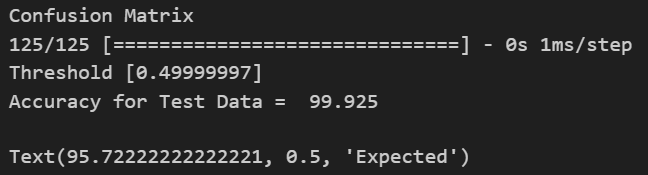 Confusion Matrix
125/125 [==============================] - 0s 1ms/step
Threshold [0.49999997]
Accuracy for Test Data =  99.925
Text(95.72222222222221, 0.5, 'Expected')